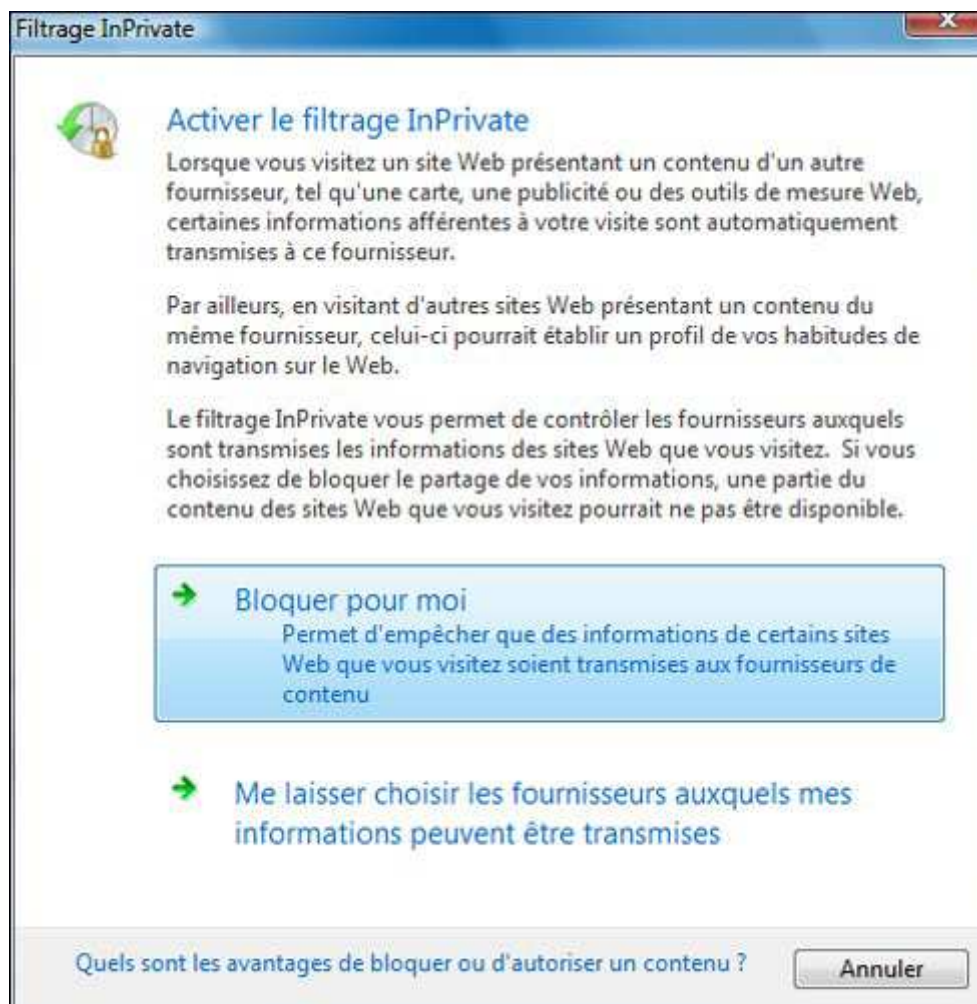 Filtrage InPrivate
Activer le filtrage InPrivate
Lorsque vous visitez un site Web présentant un contenu d'un autre
fournisseur, tel qu'une carte, une publicité ou des outils de mesure Web,
certaines informations afférentes à votre visite sont automatiquement
transmises à ce fournisseur.
Par ailleurs, en visitant d'autres sites Web présentant un contenu du
même fournisseur, celui-ci pourrait établir un profil de vos habitudes de
navigation sur le Web.
Le filtrage InPrivate vous permet de contrôler les fournisseurs auxquels
sont transmises les informations des sites Web que vous visitez. Si vous
choisissez de bloquer le partage de vos informations, une partie du
contenu des sites Web que vous visitez pourrait ne pas être disponible.
Bloquer pour moi
Permet d'empêcher que des informations de certains sites
Web que vous visitez soient transmises aux fournisseurs de
contenu
Me laisser choisir les fournisseurs auxquels mes
informations peuvent être transmises
Quels sont les avantages de bloquer ou d'autoriser un contenu ?
Annuler